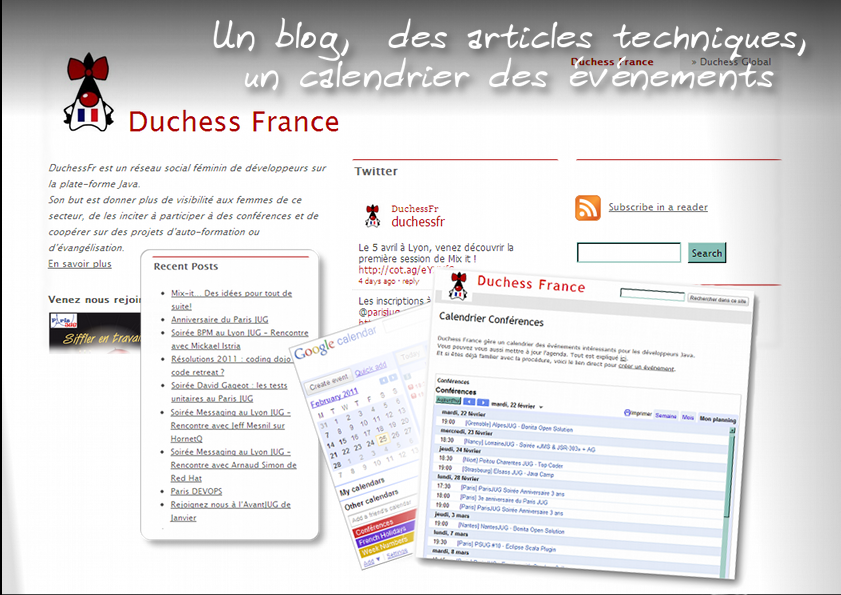 Un blog, des articles techniques,
un calendrier des événements
Duchess France
» Duchess Global
Duchess France
DuchessFr est un réseau social féminin de développeurs sur
la plate-forme Java.
Son but est donner plus de visibilité aux femmes de ce
secteur, de les inciter à participer à des conférences et de
coopérer sur des projets d'auto-formation ou
d'évangélisation.
En savoir plus
Venez nous rejoin
Siffler en travai
Recent Posts
Mix-it... Des idées pour tout de
suite!
Anniversaire du Paris JUG
Soirée BPM au Lyon JUG - Rencontre
avec Mickael Istria
Résolutions 2011 : coding dojo,
code retreat ?
Soirée David Gageot : les tests
unitaires au Paris JUG
Soirée Messaging au Lyon JUG -
Rencontre avec Jeff Mesnil sur
HornetQ
Soirée Messaging au Lyon JUG -
Rencontre avec Arnaud Simon de
Red Hat
Paris DEVOPS
Rejoignez nous à l'AvantJUG de
Janvier
Twitter
DuchessFr
duchessfr
Le 5 avril à Lyon, venez découvrir la
première session de Mix it !
http://cot.ag/eY
4 days ago · reply
Les inscriptions à
@parisjug
http:/
Subscribe in a reader
Search
Google calendar
Create event
Quick add
February 2011
M T W T F S S
My calendars
Other calendars
Add a friend's calendar
Conférences
French Holidays
Week Numbers
Add
Settings
Duchess France
Rechercher dans ce site
Calendrier Conférences
Duchess France gère un calendrier des événements intéressants pour les développeurs Java.
Vous pouvez vous aussi mettre à jour l'agenda. Tout est expliqué ici.
Et si êtes déjà familier avec la procédure, voici le lien direct pour créer un événement.
Conférences
Conférences
Aujourd'hui
mardi, 22 février
Imprimer Semaine Mois Mon planning
mardi, 22 février
19:00 [Grenoble] AlpesJUG - Bonita Open Solution
mercredi, 23 février
18:30 [Nancy] LorraineJUG - Soirée «JMS & JSR-303» + AG
jeudi, 24 février
18:30 [Niort] Poitou Charentes JUG - Top Coder
19:00 [Strasbourg] Elsass JUG - Java Camp
lundi, 28 février
17:30 [Paris] ParisJUG Soirée Anniversaire 3 ans
18:00 [Paris] 3e anniversaire du Paris JUG
19:00 [Paris] ParisJUG Soirée Anniversaire 3 ans
jeudi, 3 mars
19:00 [Nantes] NantesJUG - Bonita Open Solution
lundi, 7 mars
19:30 [Paris] PSUG #18 - Eclipse Scala Plugin
mardi, 8 mars